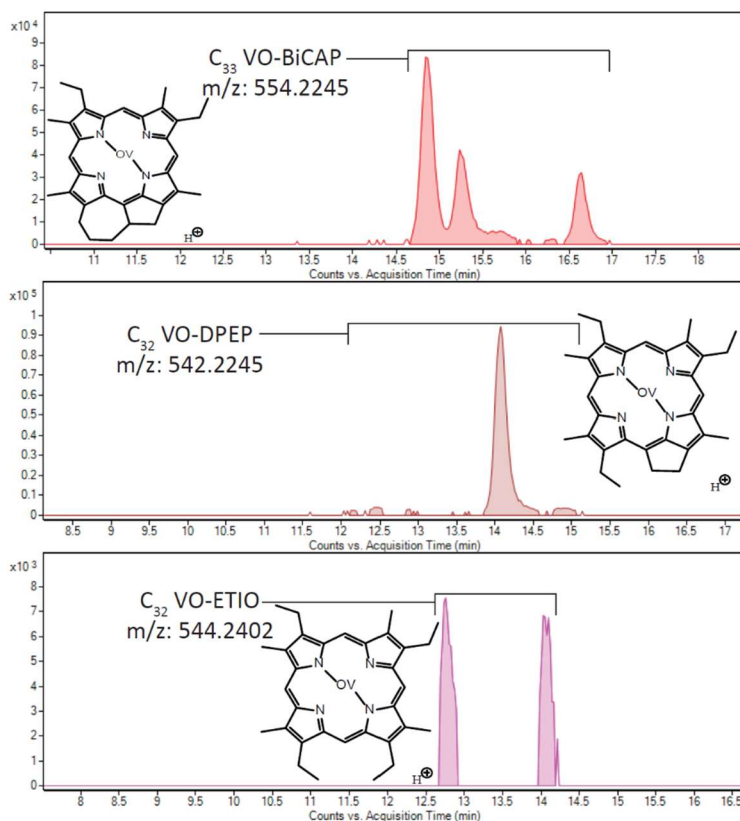 x10⁴
C₃₃ VO-BiCAP
m/z: 554.2245
9
8
7
6
5
4
3
2
1
0
N N
OV
N N
H⊕
11 11.5 12 12.5 13 13.5 14 14.5 15 15.5 16 16.5 17 17.5 18
Counts vs. Acquisition Time (min)
x10⁵
C₃₂ VO-DPEP
m/z: 542.2245
1
0.9
0.8
0.7
0.6
0.5
0.4
0.3
0.2
0.1
0
N N
OV
N N
H⊕
8.5 9 9.5 10 10.5 11 11.5 12 12.5 13 13.5 14 14.5 15 15.5 16 16.5 17
Counts vs. Acquisition Time (min)
x10³
C₃₂ VO-ETIO
m/z: 544.2402
8
7
6
5
4
3
2
1
0
N N
OV
N N
H⊕
8 8.5 9 9.5 10 10.5 11 11.5 12 12.5 13 13.5 14 14.5 15 15.5 16 16.5
Counts vs. Acquisition Time (min)